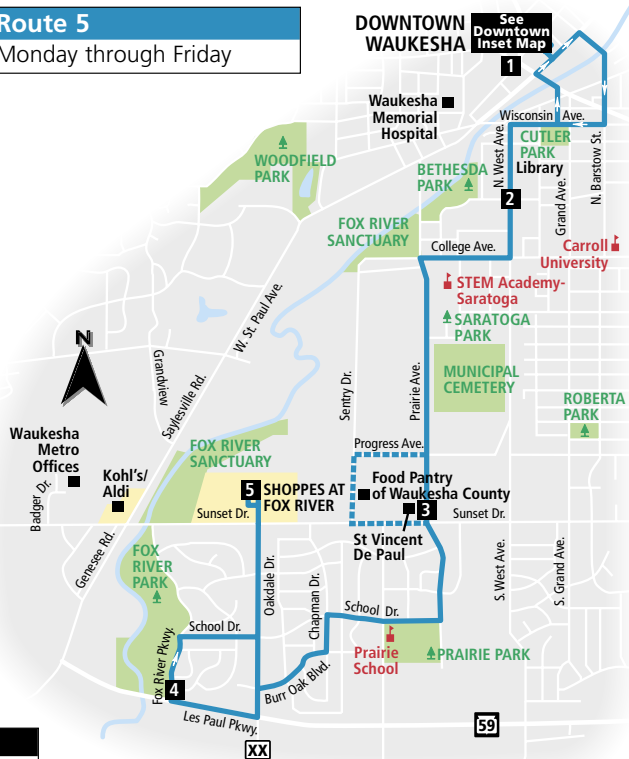 Route 5
Monday through Friday
DOWNTOWN
WAUKESHA
See
Downtown
Inset Map
1
Waukesha
Memorial
Hospital
Wisconsin Ave.
CUTLER
PARK
Library
N. West Ave.
Grand Ave.
N. Barstow St.
WOODFIELD
PARK
BETHESDA
PARK
2
FOX RIVER
SANCTUARY
College Ave.
Carroll
University
STEM Academy-
Saratoga
SARATOGA
PARK
W. St. Paul Ave.
N
Grandview
Saylesville Rd.
Sentry Dr.
Prairie Ave.
MUNICIPAL
CEMETERY
ROBERTA
PARK
Waukesha
Metro
Offices
Badger Dr.
Kohl's/
Aldi
FOX RIVER
SANCTUARY
Progress Ave.
5
SHOPPES AT
FOX RIVER
Sunset Dr.
Food Pantry
of Waukesha County
3
Sunset Dr.
St Vincent
De Paul
Genesee Rd.
FOX
RIVER
PARK
Oakdale Dr.
Chapman Dr.
School Dr.
S. West Ave.
S. Grand Ave.
School Dr.
Fox River Pkwy.
Prairie
School
PRAIRIE PARK
4
Burr Oak Blvd.
Les Paul Pkwy.
59
XX